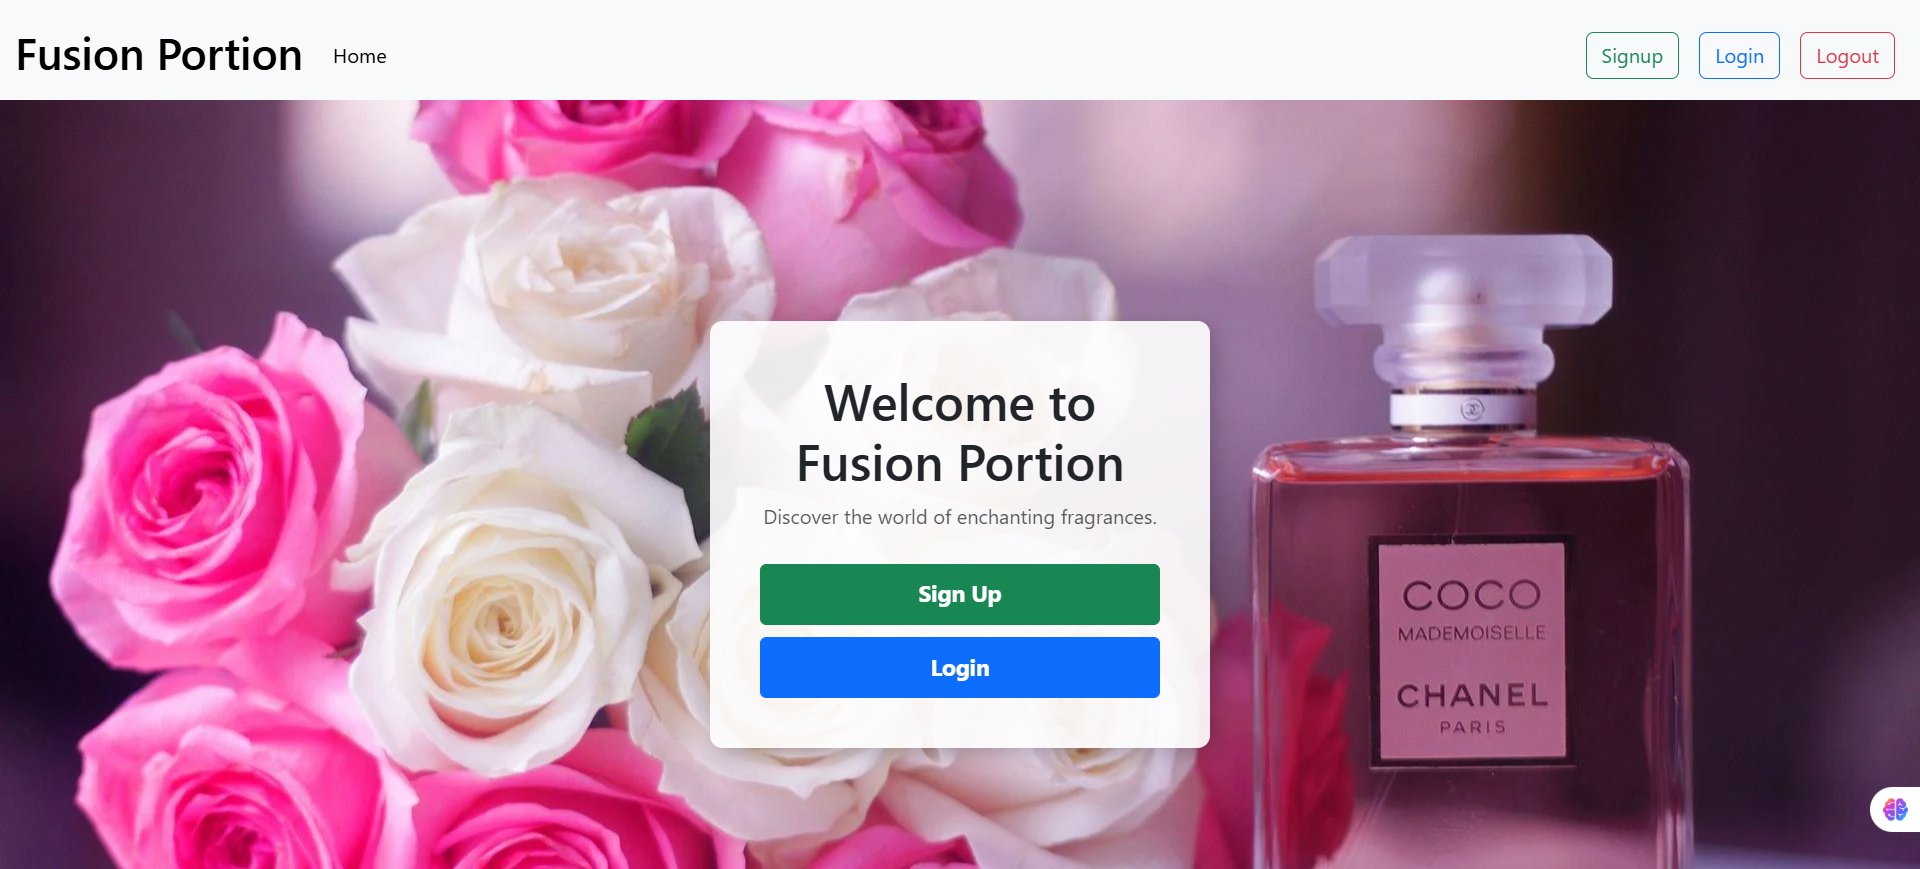 Fusion Portion Home Signup Login Logout
Welcome to
Fusion Portion
Discover the world of enchanting fragrances.
Sign Up
Login
COCO
MADEMOISELLE
CHANEL
PARIS